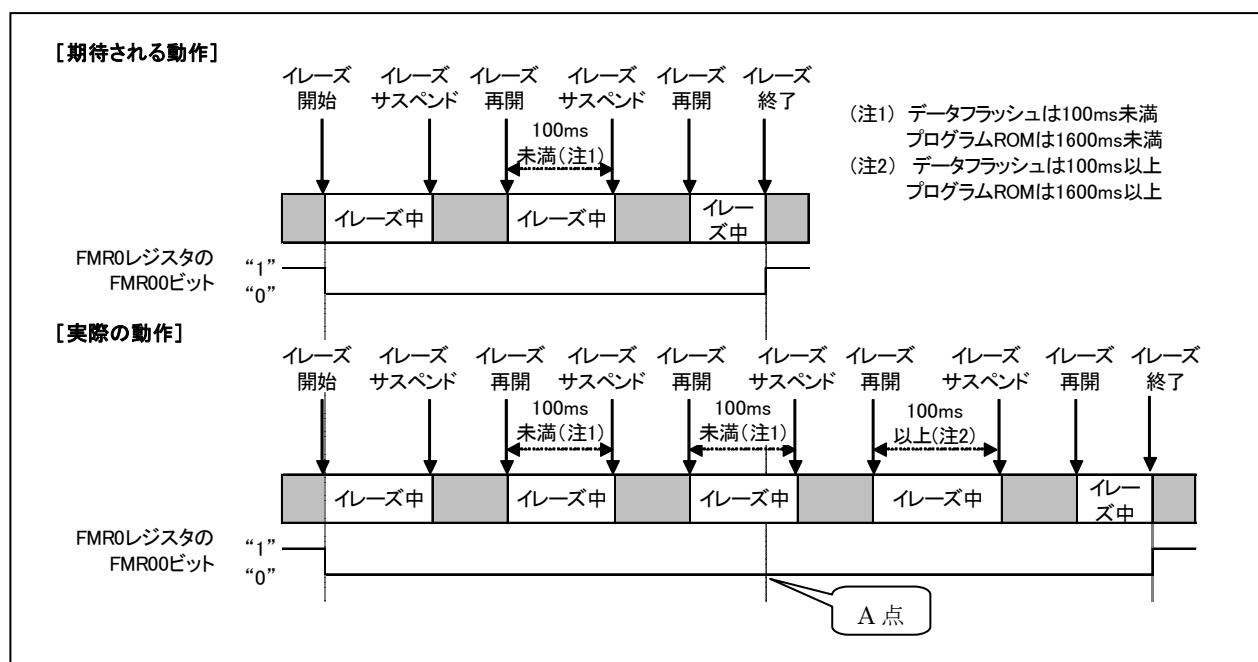 ［期待される動作］
イレーズ イレーズ イレーズ イレーズ イレーズ イレーズ
開始 サスペンド 再開 サスペンド 再開 終了
100ms
未満（注1）
（注1） データフラッシュは100ms未満
プログラムROMは1600ms未満
（注2） データフラッシュは100ms以上
プログラムROMは1600ms以上
イレーズ中 イレーズ中 イレー
ズ中
FMR0レジスタの “1”
FMR00ビット “0”
［実際の動作］
イレーズ イレーズ イレーズ イレーズ イレーズ イレーズ イレーズ イレーズ イレーズ イレーズ
開始 サスペンド 再開 サスペンド 再開 サスペンド 再開 サスペンド 再開 終了
100ms 100ms 100ms
未満（注1） 未満（注1） 以上（注2）
イレーズ中 イレーズ中 イレーズ中 イレーズ中 イレー
ズ中
FMR0レジスタの “1”
FMR00ビット “0”
A 点